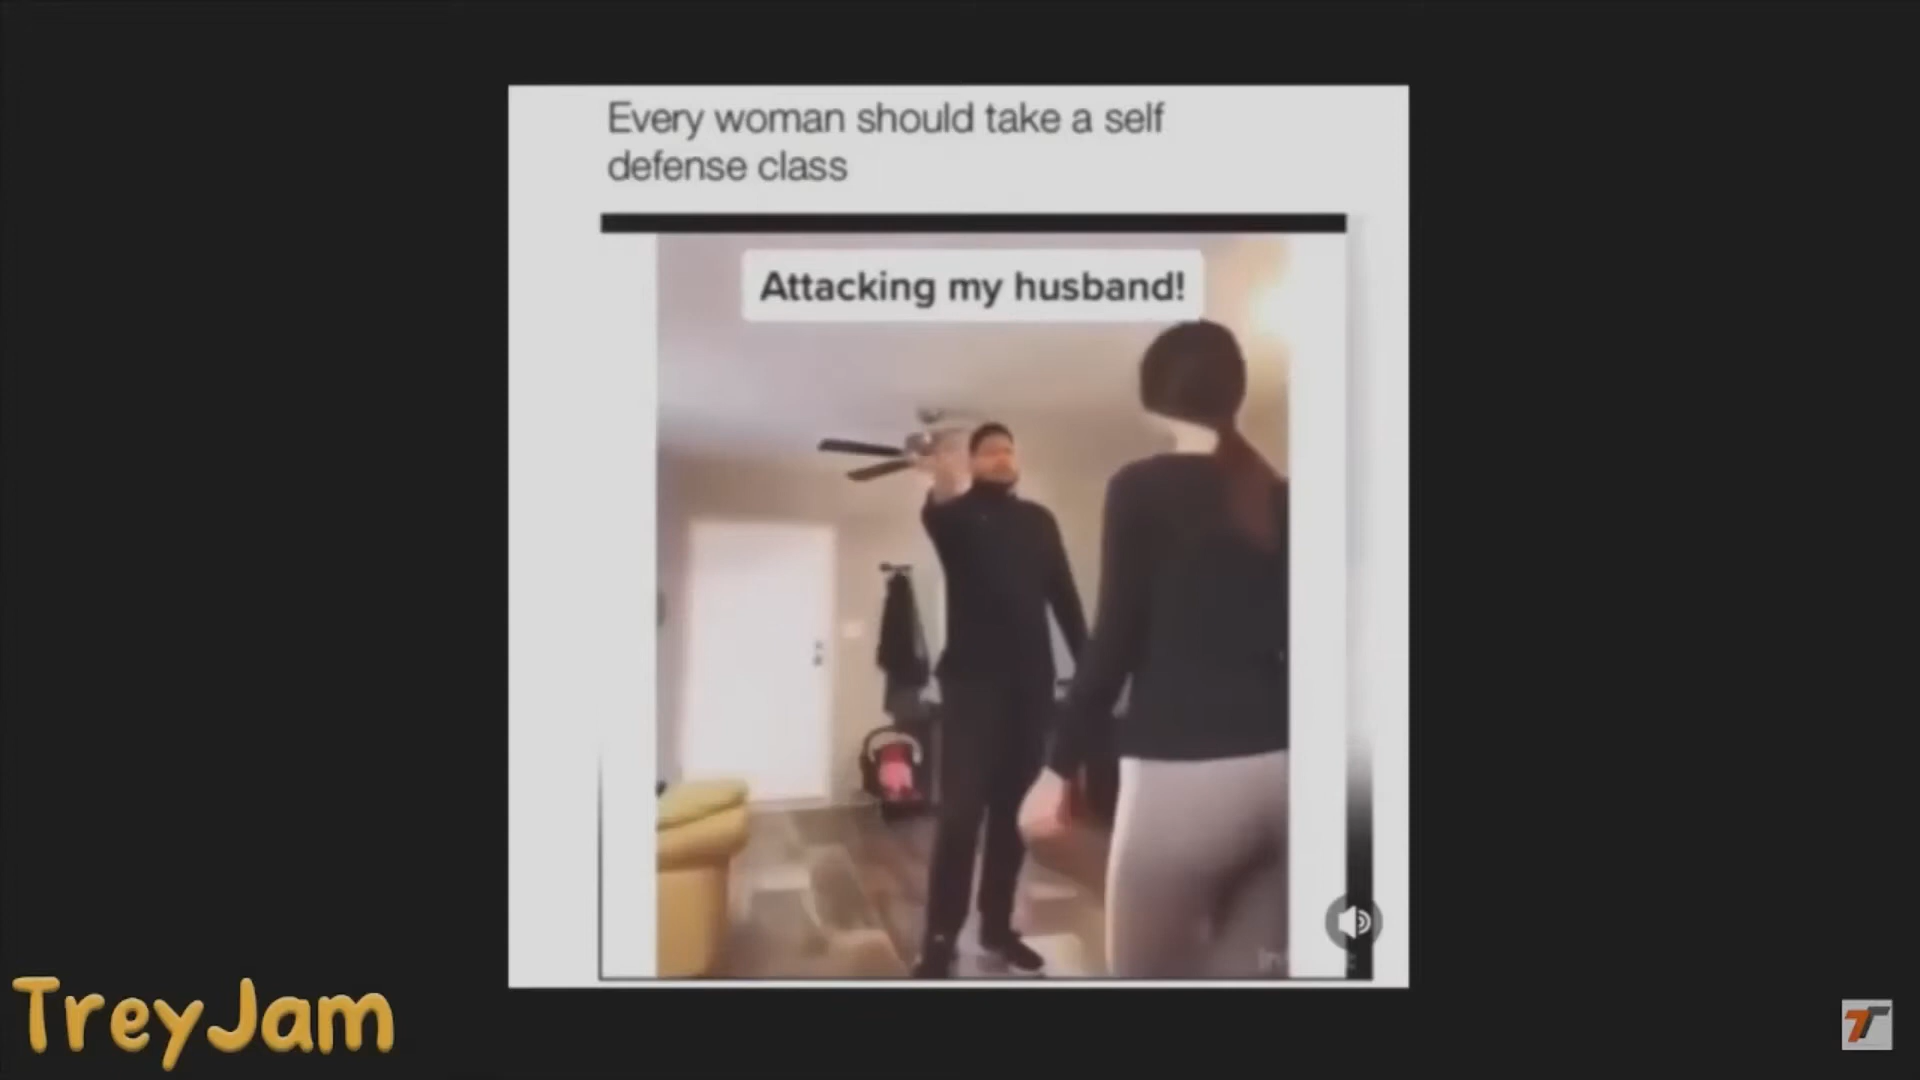 Every woman should take a self
defense class
Attacking my husband!
TreyJam